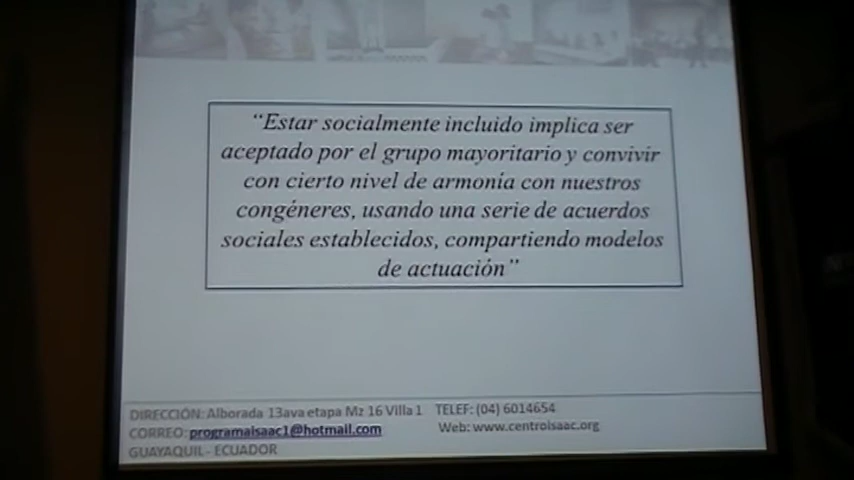 “Estar socialmente incluido implica ser
aceptado por el grupo mayoritario y convivir
con cierto nivel de armonía con nuestros
congéneres, usando una serie de acuerdos
sociales establecidos, compartiendo modelos
de actuación”
DIRECCIÓN: Alborada 13ava etapa Mz 16 Villa 1 TELEF: (04) 6014654
CORREO: programaisaac1@hotmail.com Web: www.centroisaac.org
GUAYAQUIL - ECUADOR